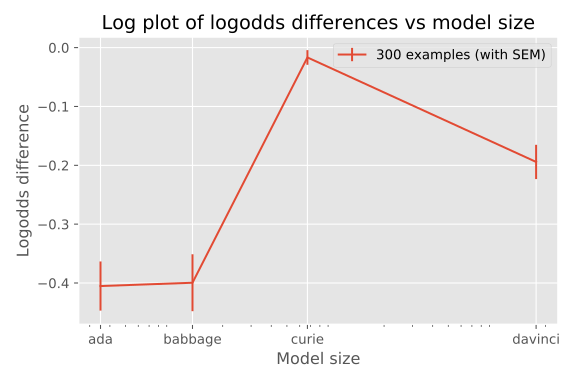 Log plot of logodds differences vs model size
300 examples (with SEM)
Logodds difference
0.0
−0.1
−0.2
−0.3
−0.4
ada babbage curie davinci
Model size